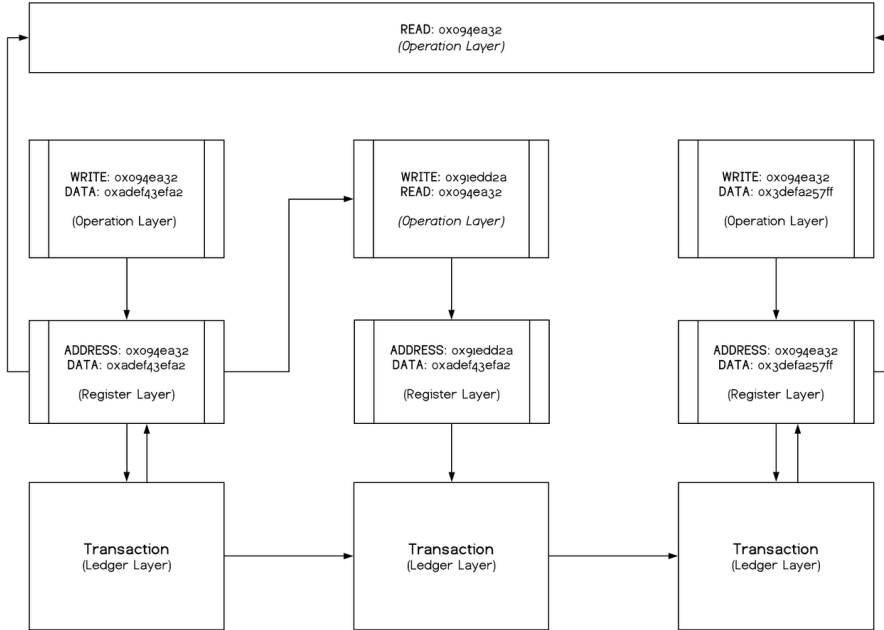 READ: 0x094ea32
(Operation Layer)
WRITE: 0x094ea32
DATA: 0xadef43efa2
(Operation Layer)
WRITE: 0x91edd2a
READ: 0x094ea32
(Operation Layer)
WRITE: 0x094ea32
DATA: 0x3defa257ff
(Operation Layer)
ADDRESS: 0x094ea32
DATA: 0xadef43efa2
(Register Layer)
ADDRESS: 0x91edd2a
DATA: 0xadef43efa2
(Register Layer)
ADDRESS: 0x094ea32
DATA: 0x3defa257ff
(Register Layer)
Transaction
(Ledger Layer)
Transaction
(Ledger Layer)
Transaction
(Ledger Layer)